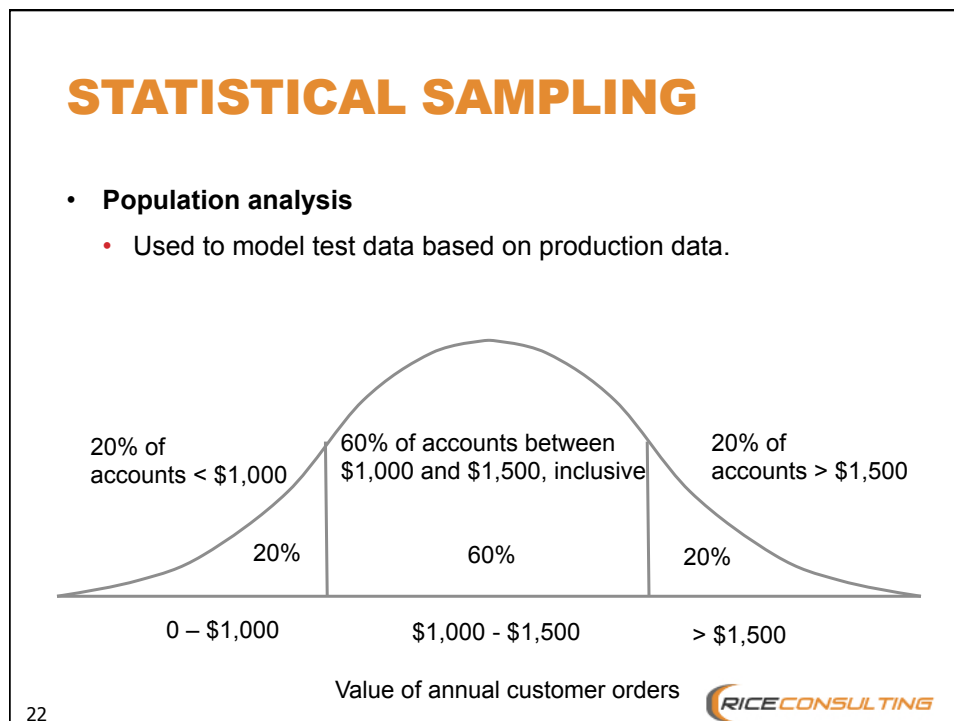 STATISTICAL SAMPLING
• Population analysis
• Used to model test data based on production data.
20% of
accounts < $1,000
60% of accounts between
$1,000 and $1,500, inclusive
20% of
accounts > $1,500
20%
60%
20%
0 – $1,000
$1,000 - $1,500
> $1,500
Value of annual customer orders
RICECONSULTING
22